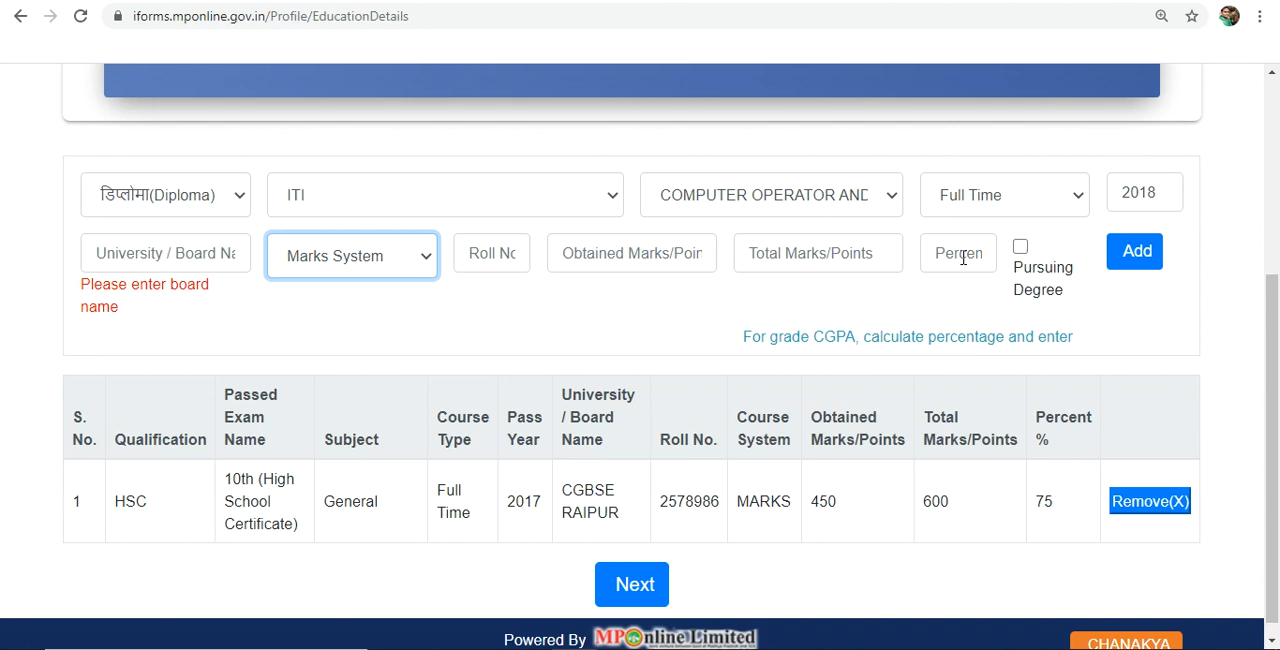 iforms.mponline.gov.in/Profile/EducationDetails
डिप्लोमा(Diploma)
ITI
COMPUTER OPERATOR AND
Full Time
2018
University / Board Na
Marks System
Roll No
Obtained Marks/Poin
Total Marks/Points
Percen
Pursuing
Degree
Add
Please enter board
name
For grade CGPA, calculate percentage and enter
S.
No.
Qualification
Passed
Exam
Name
Subject
Course
Type
Pass
Year
University
/ Board
Name
Roll No.
Course
System
Obtained
Marks/Points
Total
Marks/Points
Percent
%
1
HSC
10th (High
School
Certificate)
General
Full
Time
2017
CGBSE
RAIPUR
2578986
MARKS
450
600
75
Remove(X)
Next
Powered By MPOnline Limited
CHANAKYA